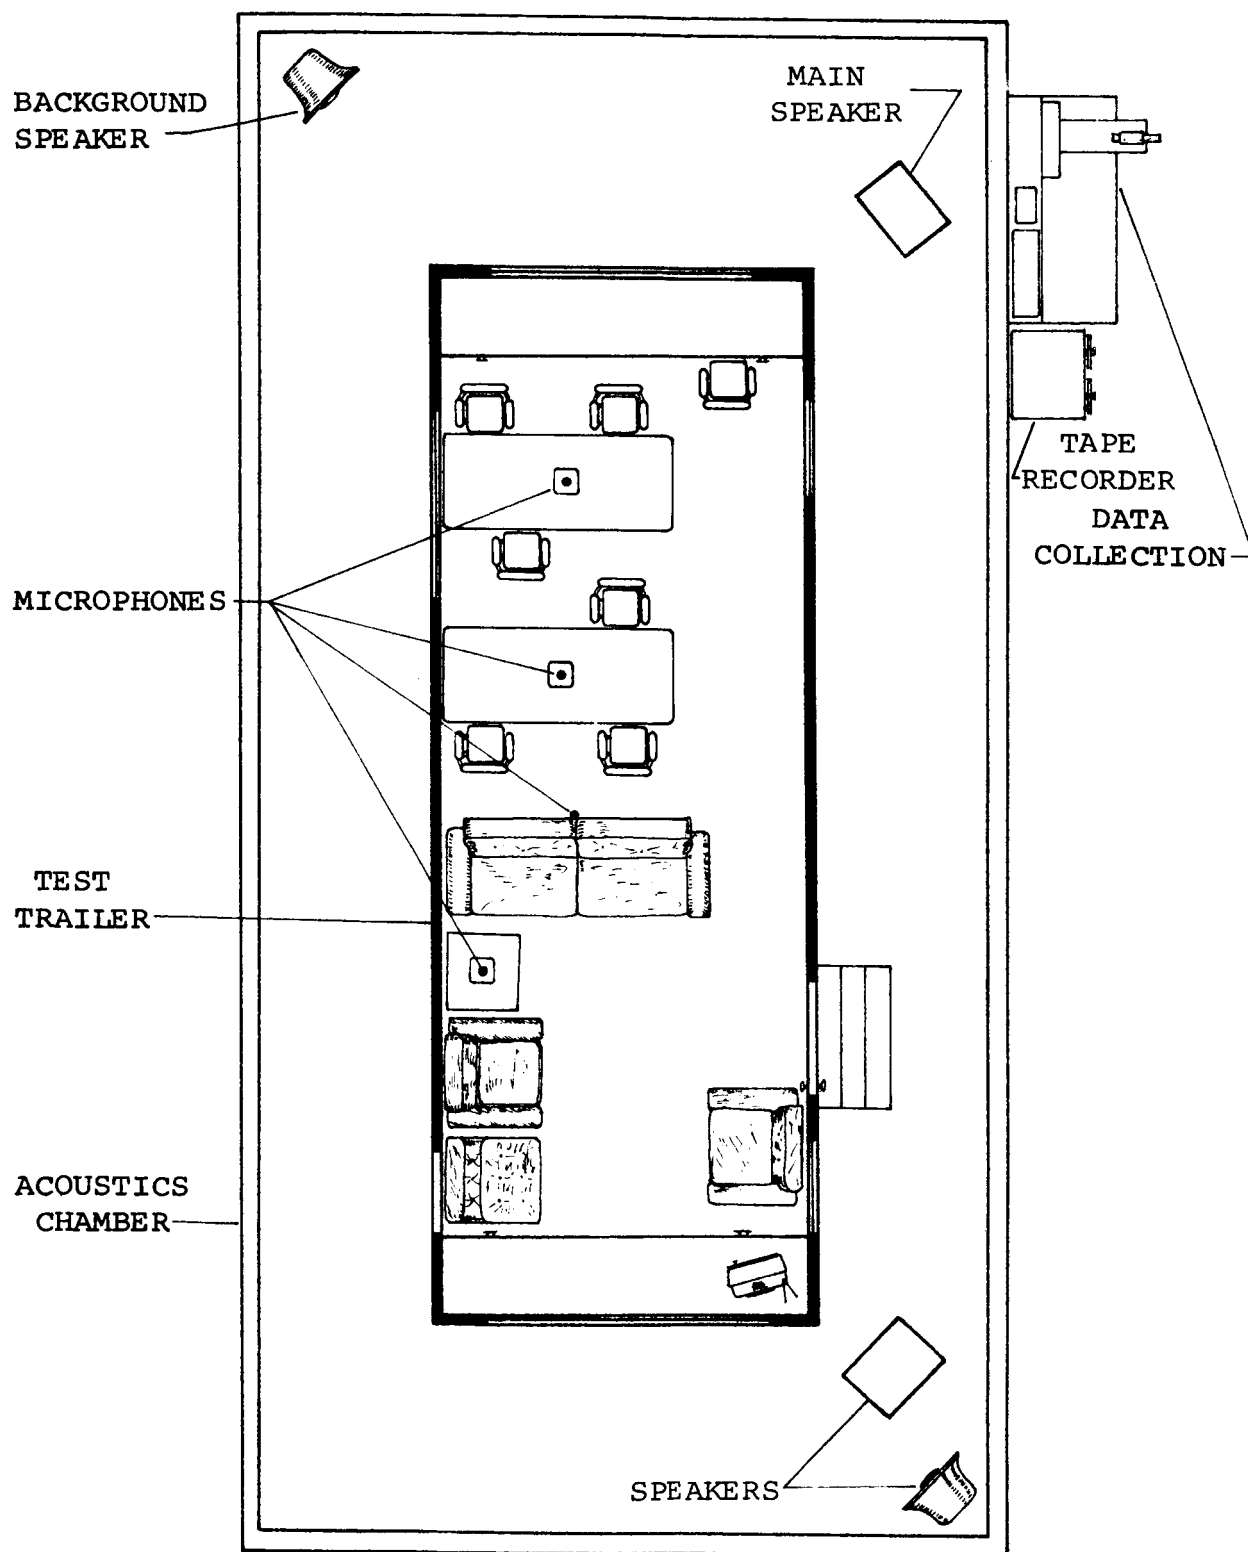 BACKGROUND
SPEAKER
MAIN
SPEAKER
TAPE
RECORDER
DATA
COLLECTION
MICROPHONES
TEST
TRAILER
ACOUSTICS
CHAMBER
SPEAKERS